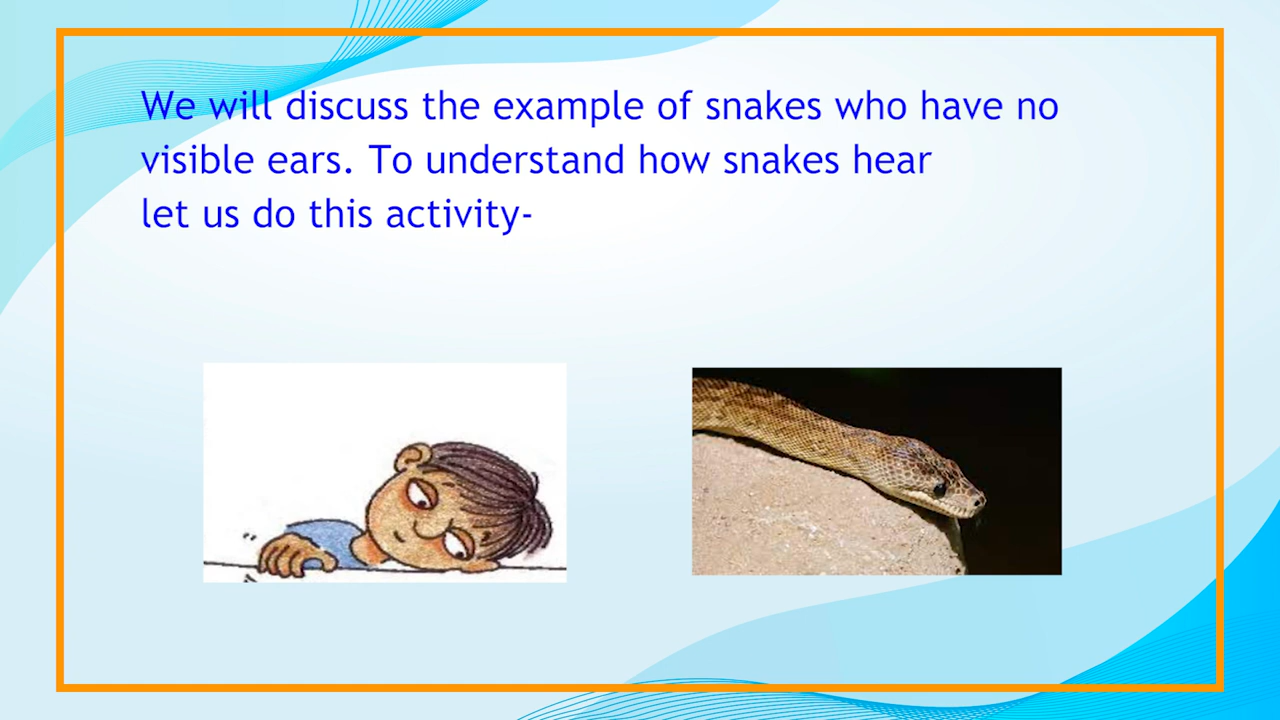 We will discuss the example of snakes who have no
visible ears. To understand how snakes hear
let us do this activity-